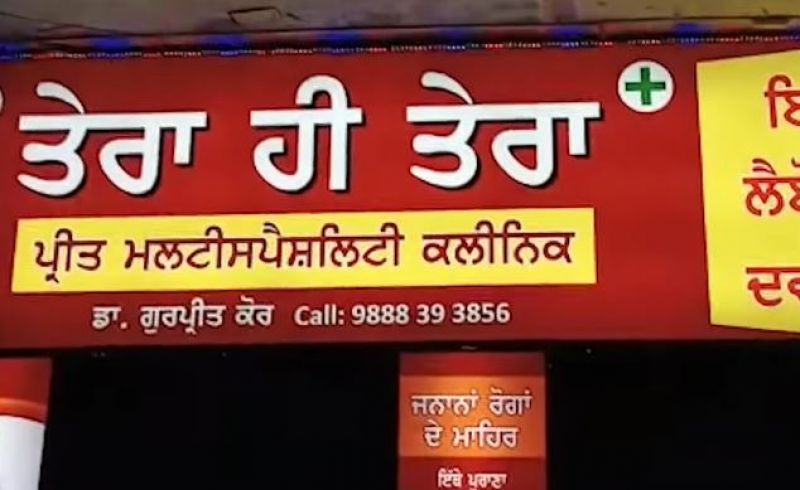 ਤੇਰਾ ਹੀ ਤੇਰਾ
ਪ੍ਰੀਤ ਮਲਟੀਸਪੈਸ਼ਲਿਟੀ ਕਲੀਨਿਕ
ਡਾ. ਗੁਰਪ੍ਰੀਤ ਕੋਰ Call: 9888 39 3856
ਜਨਾਨਾਂ ਰੋਗਾਂ
ਦੇ ਮਾਹਿਰ
ਇੱਥੇ ਪੁਰਾਣਾ